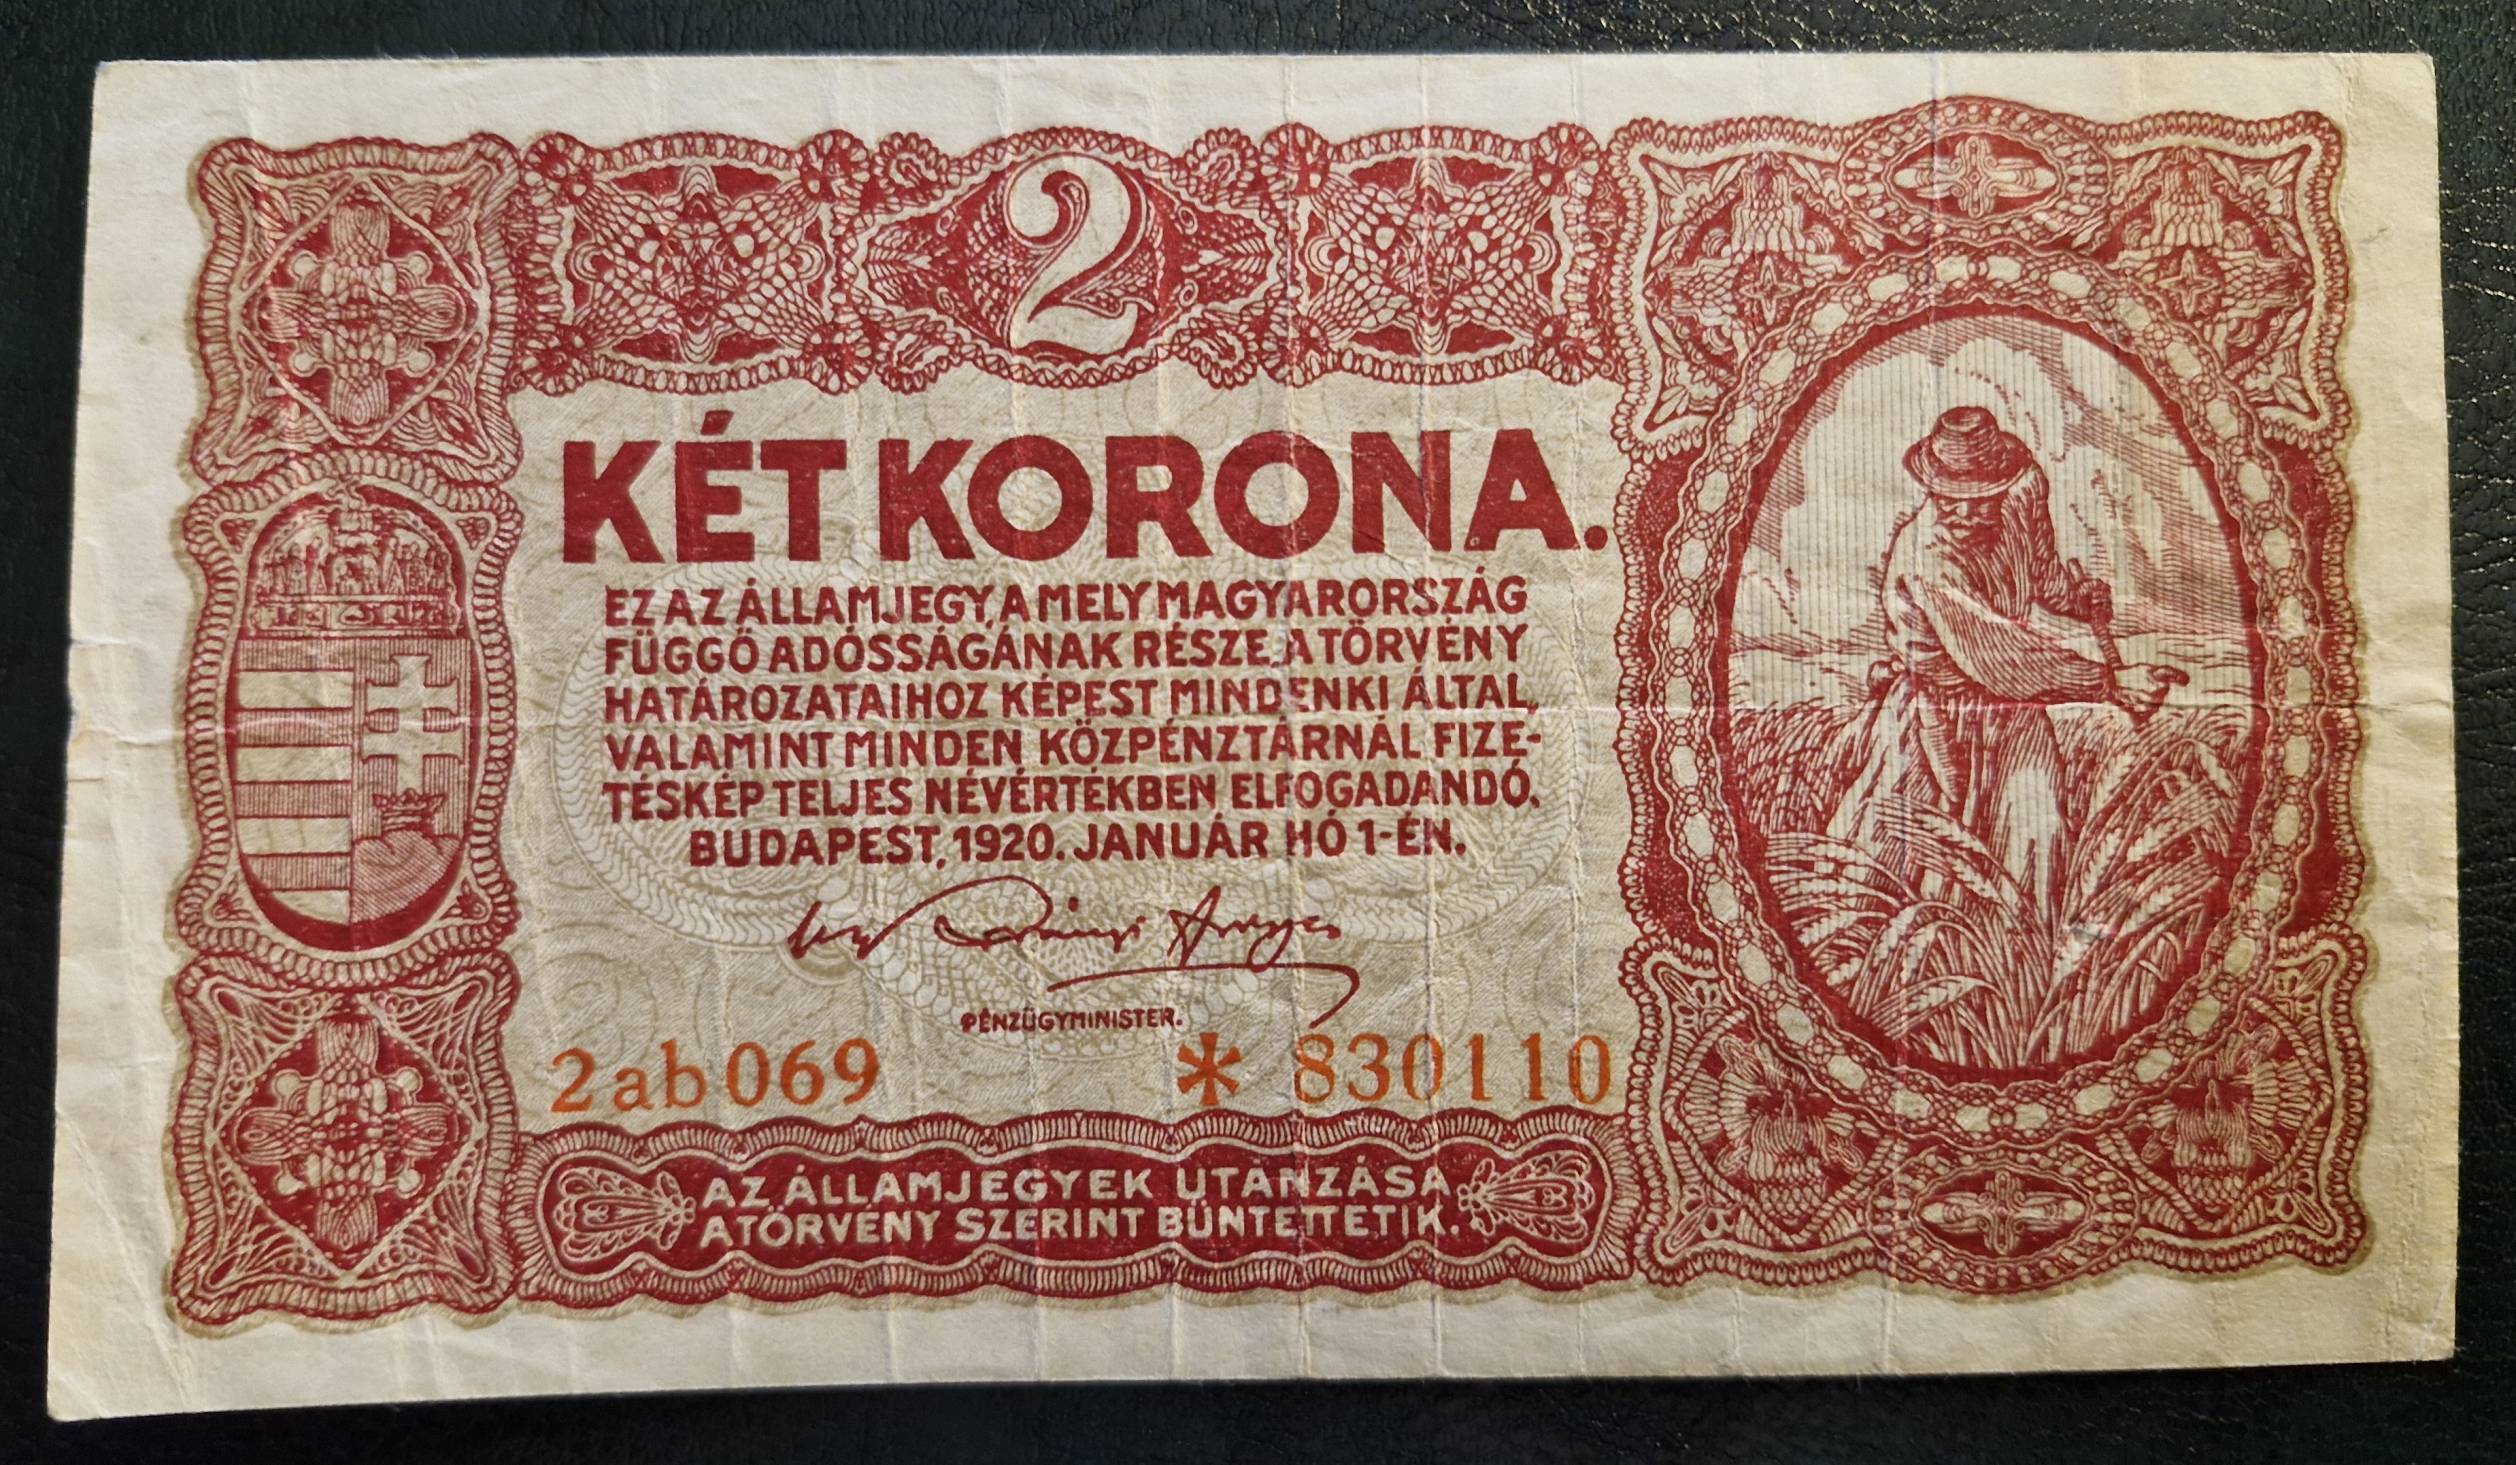 2
KÉT KORONA.
EZ AZ ÁLLAMJEGY, AMELY MAGYARORSZÁG
FÜGGŐ ADÓSSÁGÁNAK RÉSZE, A TÖRVÉNY
HATÁROZATAIHOZ KÉPEST MINDENKI ÁLTAL,
VALAMINT MINDEN KÖZPÉNZTÁRNÁL FIZE-
TÉSKÉP TELJES NÉVÉRTÉKBEN ELFOGADANDÓ.
BUDAPEST, 1920. JANUÁR HÓ 1-ÉN.
PÉNZÜGYMINISTER.
2ab069 * 830110
AZ ÁLLAMJEGYEK UTÁNZÁSA
A TÖRVÉNY SZERINT BÜNTETTETIK.